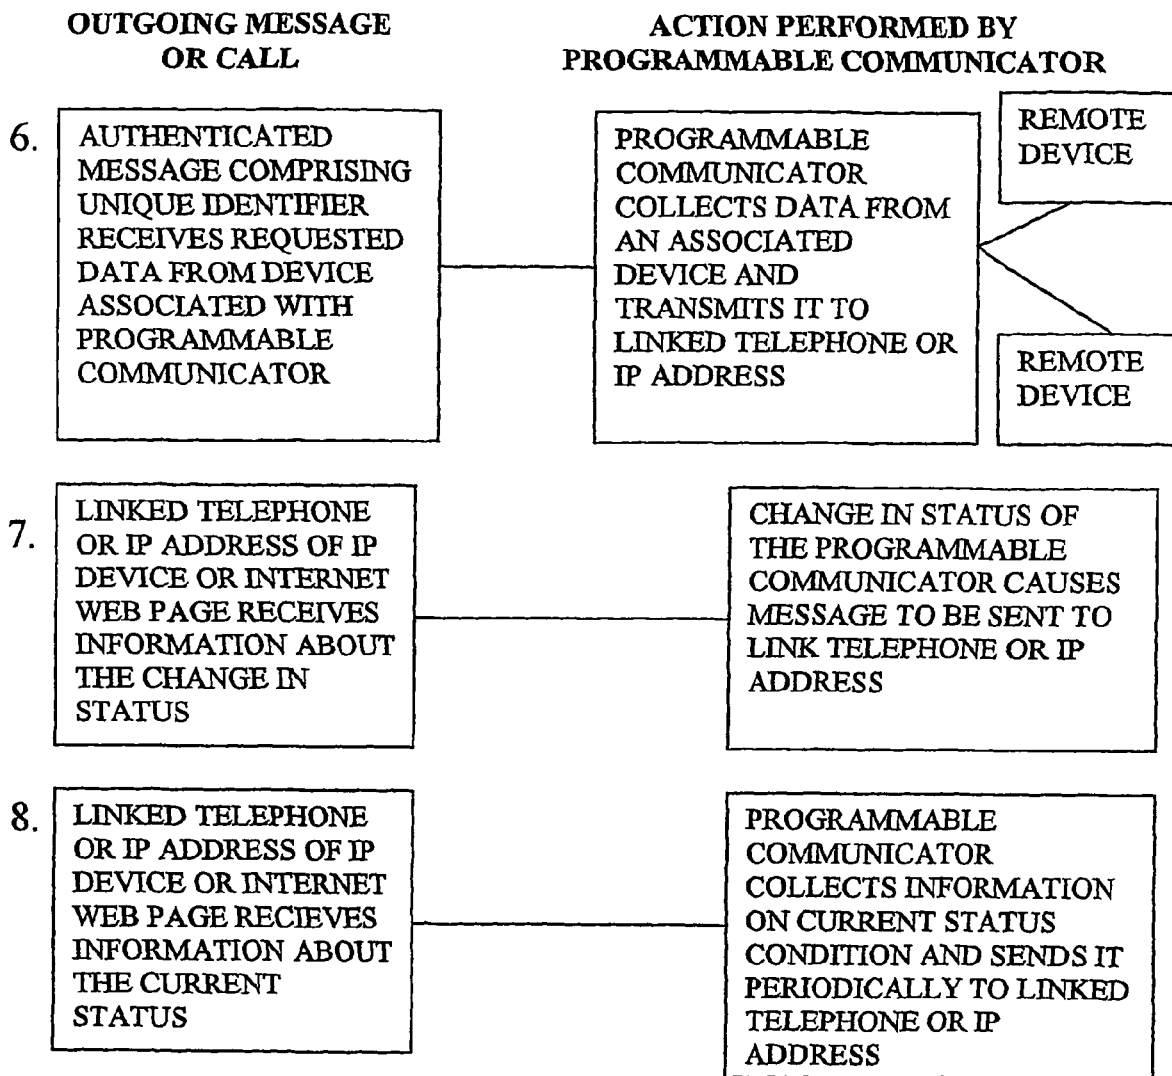 OUTGOING MESSAGE
OR CALL
ACTION PERFORMED BY
PROGRAMMABLE COMMUNICATOR
6.
AUTHENTICATED
MESSAGE COMPRISING
UNIQUE IDENTIFIER
RECEIVES REQUESTED
DATA FROM DEVICE
ASSOCIATED WITH
PROGRAMMABLE
COMMUNICATOR
PROGRAMMABLE
COMMUNICATOR
COLLECTS DATA FROM
AN ASSOCIATED
DEVICE AND
TRANSMITS IT TO
LINKED TELEPHONE OR
IP ADDRESS
REMOTE
DEVICE
REMOTE
DEVICE
7.
LINKED TELEPHONE
OR IP ADDRESS OF IP
DEVICE OR INTERNET
WEB PAGE RECEIVES
INFORMATION ABOUT
THE CHANGE IN
STATUS
CHANGE IN STATUS OF
THE PROGRAMMABLE
COMMUNICATOR CAUSES
MESSAGE TO BE SENT TO
LINK TELEPHONE OR IP
ADDRESS
8.
LINKED TELEPHONE
OR IP ADDRESS OF IP
DEVICE OR INTERNET
WEB PAGE RECIEVES
INFORMATION ABOUT
THE CURRENT
STATUS
PROGRAMMABLE
COMMUNICATOR
COLLECTS INFORMATION
ON CURRENT STATUS
CONDITION AND SENDS IT
PERIODICALLY TO LINKED
TELEPHONE OR IP
ADDRESS